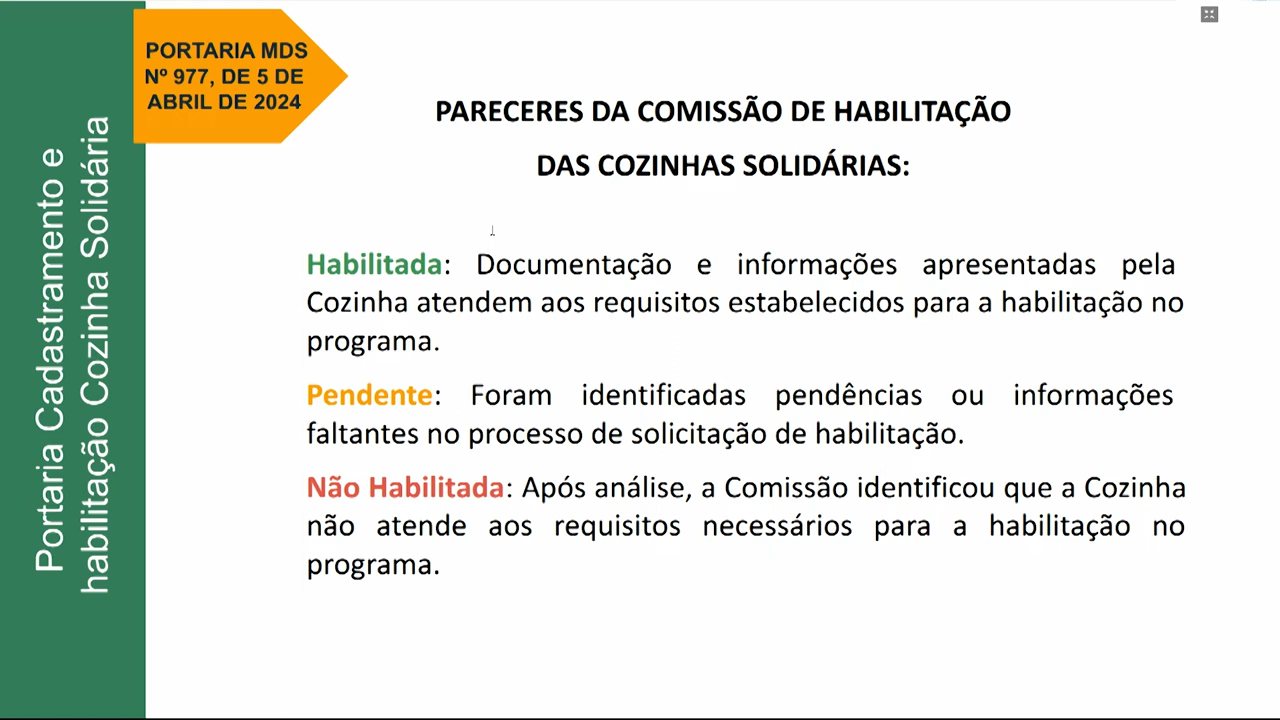 PORTARIA MDS
Nº 977, DE 5 DE
ABRIL DE 2024
Portaria Cadastramento e
habilitação Cozinha Solidária
PARECERES DA COMISSÃO DE HABILITAÇÃO
DAS COZINHAS SOLIDÁRIAS:
Habilitada: Documentação e informações apresentadas pela
Cozinha atendem aos requisitos estabelecidos para a habilitação no
programa.
Pendente: Foram identificadas pendências ou informações
faltantes no processo de solicitação de habilitação.
Não Habilitada: Após análise, a Comissão identificou que a Cozinha
não atende aos requisitos necessários para a habilitação no
programa.